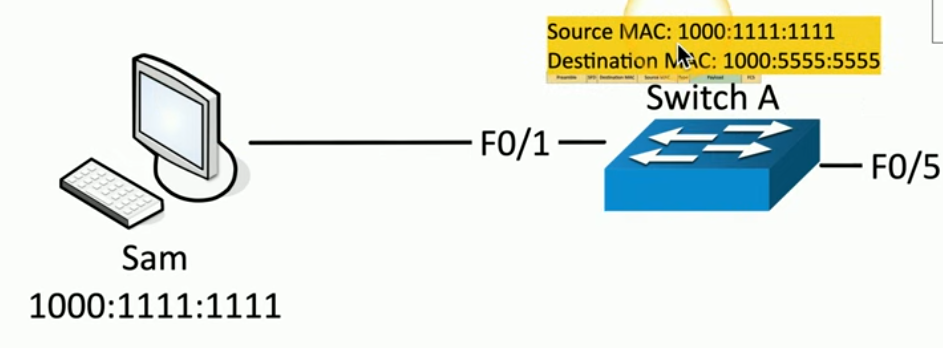 Source MAC: 1000:1111:1111
Destination MAC: 1000:5555:5555
Preamble SFD Destination MAC Source MAC Type Payload FCS
Switch A
F0/1
F0/5
Sam
1000:1111:1111